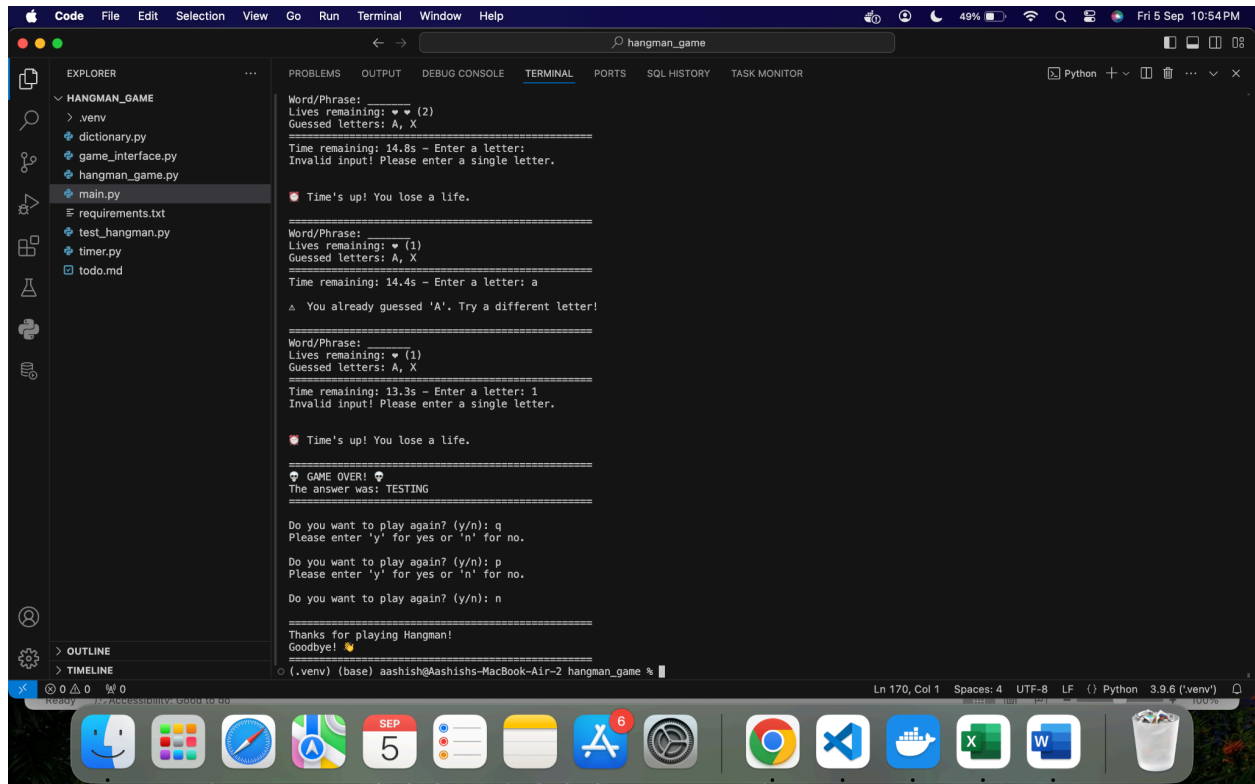 Code File Edit Selection View Go Run Terminal Window Help 49% Fri 5 Sep 10:54 PM
hangman_game
EXPLORER ...
HANGMAN_GAME
.venv
dictionary.py
game_interface.py
hangman_game.py
main.py
requirements.txt
test_hangman.py
timer.py
todo.md
OUTLINE
TIMELINE
PROBLEMS OUTPUT DEBUG CONSOLE TERMINAL PORTS SQL HISTORY TASK MONITOR Python
Word/Phrase: _______
Lives remaining: ♥ ♥ (2)
Guessed letters: A, X
==================================================
Time remaining: 14.8s – Enter a letter:
Invalid input! Please enter a single letter.
⏰ Time's up! You lose a life.
==================================================
Word/Phrase: _______
Lives remaining: ♥ (1)
Guessed letters: A, X
==================================================
Time remaining: 14.4s – Enter a letter: a
⚠ You already guessed 'A'. Try a different letter!
==================================================
Word/Phrase: _______
Lives remaining: ♥ (1)
Guessed letters: A, X
==================================================
Time remaining: 13.3s – Enter a letter: 1
Invalid input! Please enter a single letter.
⏰ Time's up! You lose a life.
==================================================
💀 GAME OVER! 💀
The answer was: TESTING
==================================================
Do you want to play again? (y/n): q
Please enter 'y' for yes or 'n' for no.
Do you want to play again? (y/n): p
Please enter 'y' for yes or 'n' for no.
Do you want to play again? (y/n): n
==================================================
Thanks for playing Hangman!
Goodbye! 👋
==================================================
(.venv) (base) aashish@Aashishs-MacBook-Air-2 hangman_game %
0 0 0 Ln 170, Col 1 Spaces: 4 UTF-8 LF {} Python 3.9.6 ('.venv')
Ready Accessibility: Good to go 100%
SEP
5
6
X
W